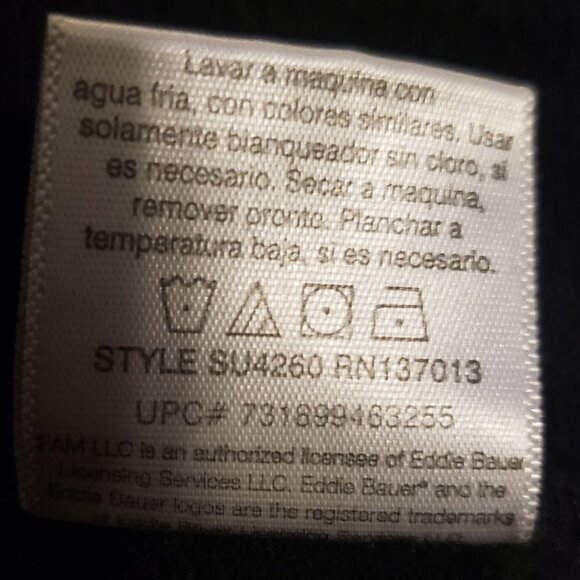 Lavar a maquina con
agua fria, con colores similares. Usar
solamente blanqueador sin cloro, si
es necesario. Secar a maquina,
remover pronto. Planchar a
temperatura baja, si es necesario.
STYLE SU4260 RN137013
UPC# 731899463255
FAM LLC is an authorized licensee of Eddie Bauer
Licensing Services LLC. Eddie Bauer® and the
Eddie Bauer logos are the registered trademarks